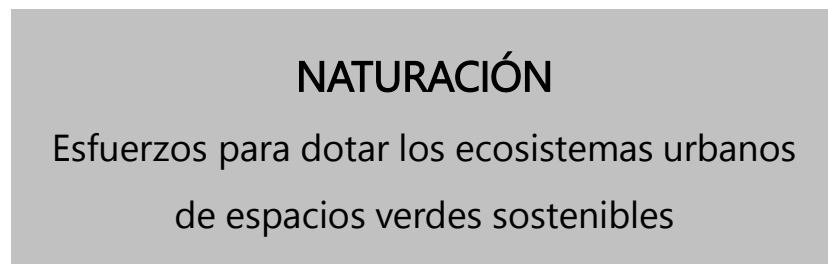 NATURACIÓN
Esfuerzos para dotar los ecosistemas urbanos
de espacios verdes sostenibles